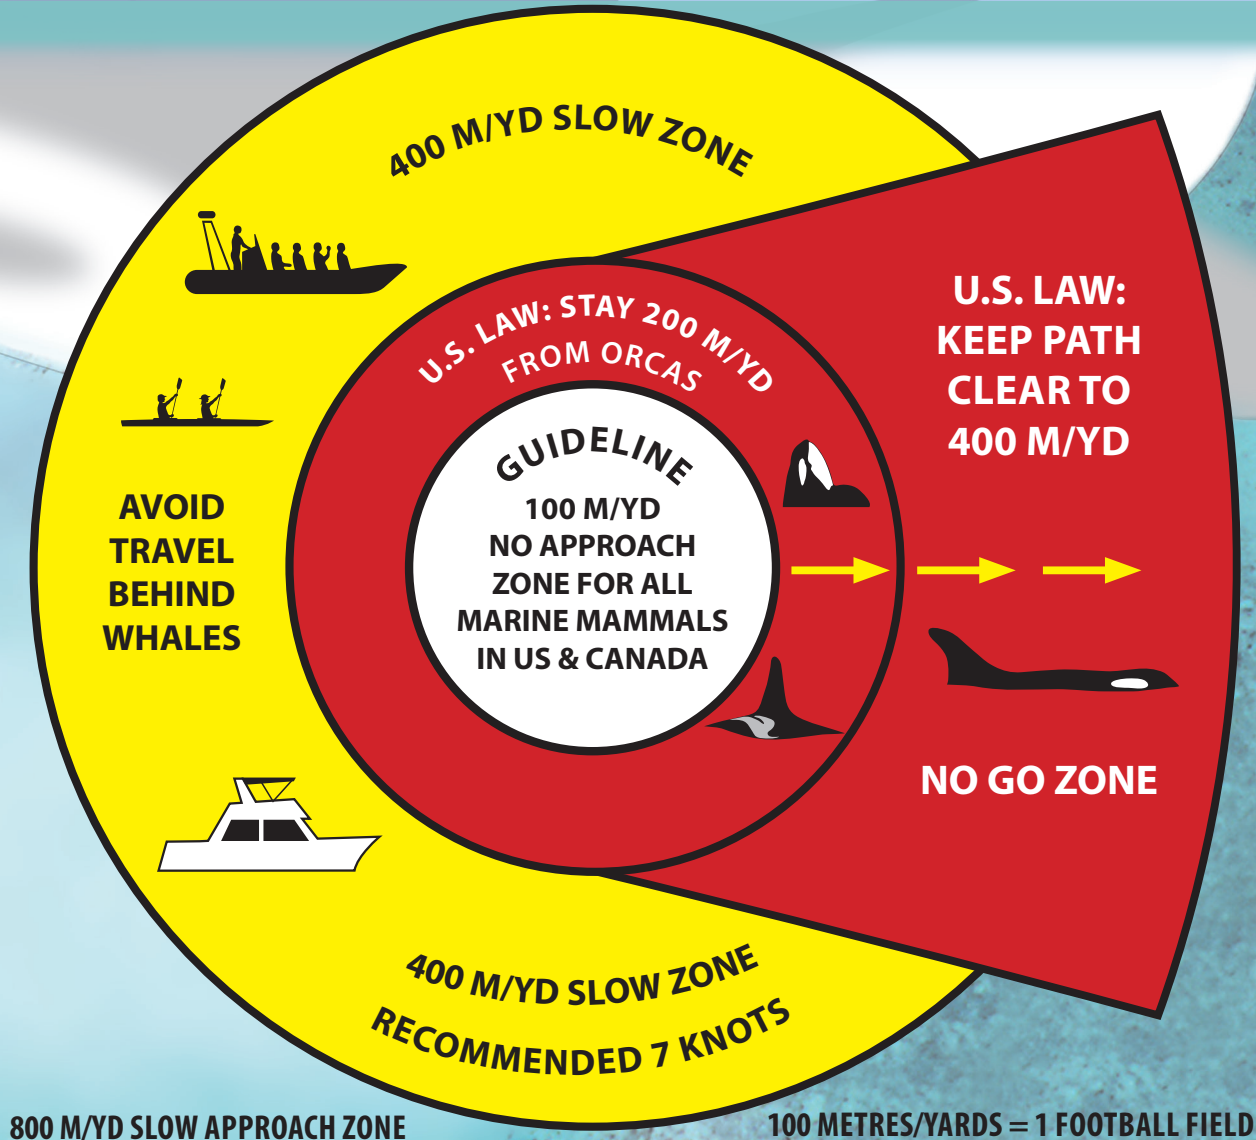 400 M/YD SLOW ZONE
U.S. LAW: STAY 200 M/YD
FROM ORCAS
U.S. LAW:
KEEP PATH
CLEAR TO
400 M/YD
GUIDELINE
100 M/YD
NO APPROACH
ZONE FOR ALL
MARINE MAMMALS
IN US & CANADA
AVOID
TRAVEL
BEHIND
WHALES
NO GO ZONE
400 M/YD SLOW ZONE
RECOMMENDED 7 KNOTS
800 M/YD SLOW APPROACH ZONE
100 METRES/YARDS = 1 FOOTBALL FIELD